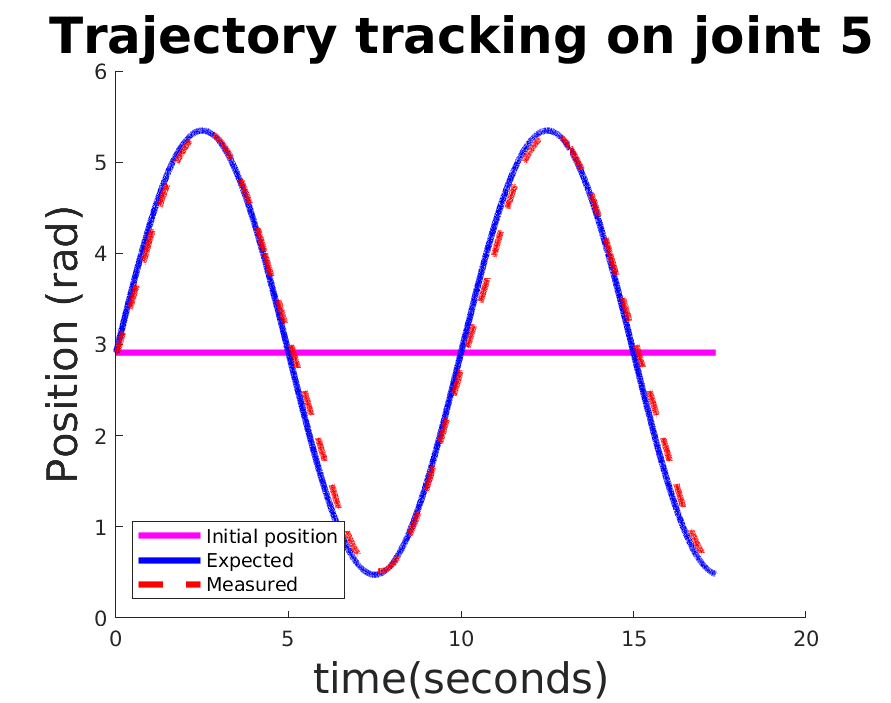 Trajectory tracking on joint 5
6
5
4
3
2
1
0
Position (rad)
Initial position
Expected
Measured
0 5 10 15 20
time(seconds)